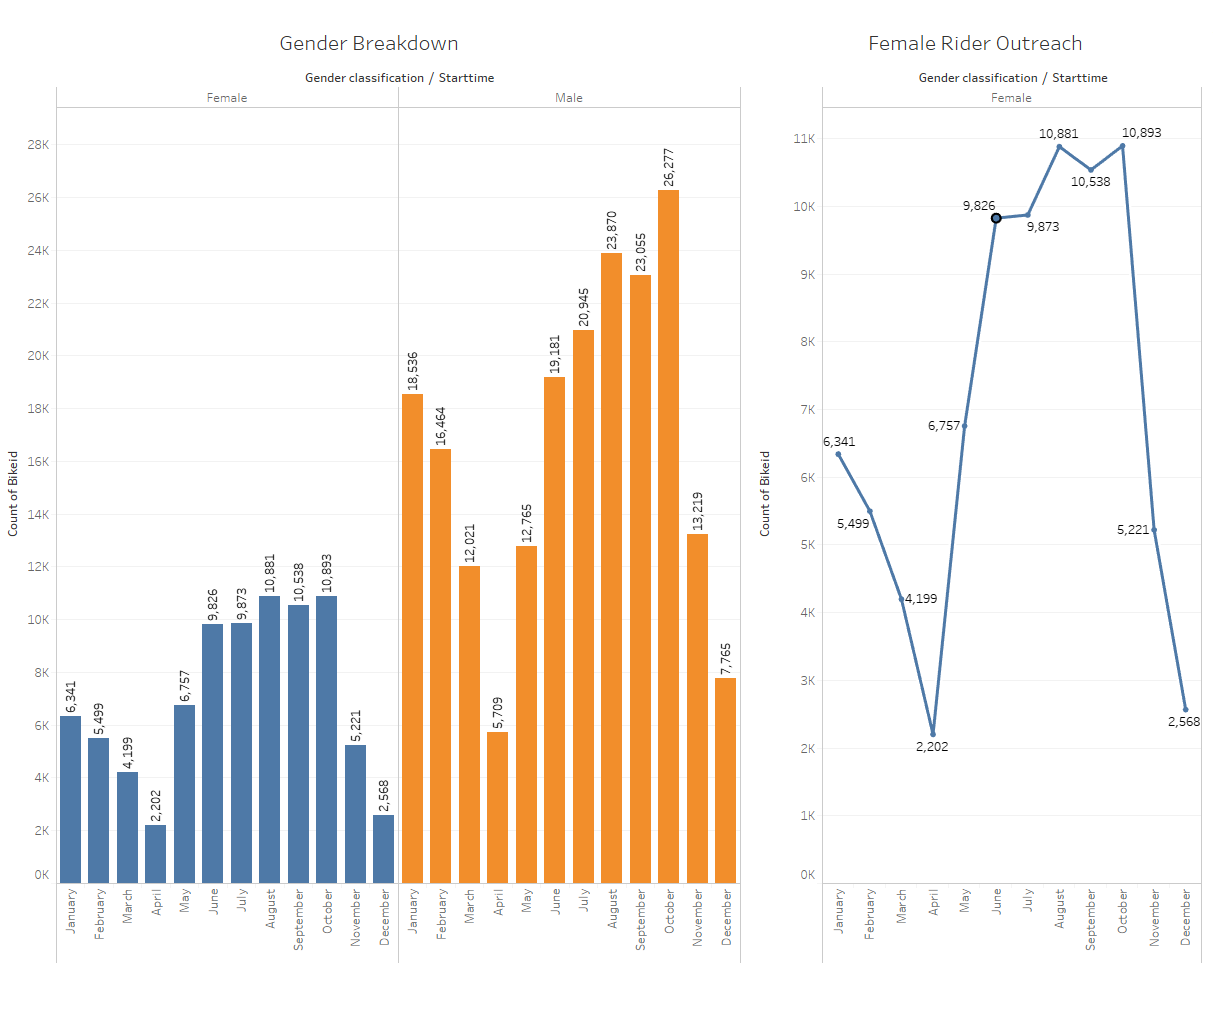 Gender Breakdown
Gender classification / Starttime
Female
Male
Count of Bikeid
28K
26K
24K
22K
20K
18K
16K
14K
12K
10K
8K
6K
4K
2K
0K
6,341
5,499
4,199
2,202
6,757
9,826
9,873
10,881
10,538
10,893
5,221
2,568
18,536
16,464
12,021
5,709
12,765
19,181
20,945
23,870
23,055
26,277
13,219
7,765
January
February
March
April
May
June
July
August
September
October
November
December
January
February
March
April
May
June
July
August
September
October
November
December
Female Rider Outreach
Gender classification / Starttime
Female
Count of Bikeid
11K
10K
9K
8K
7K
6K
5K
4K
3K
2K
1K
0K
6,341
5,499
4,199
2,202
6,757
9,826
9,873
10,881
10,538
10,893
5,221
2,568
January
February
March
April
May
June
July
August
September
October
November
December